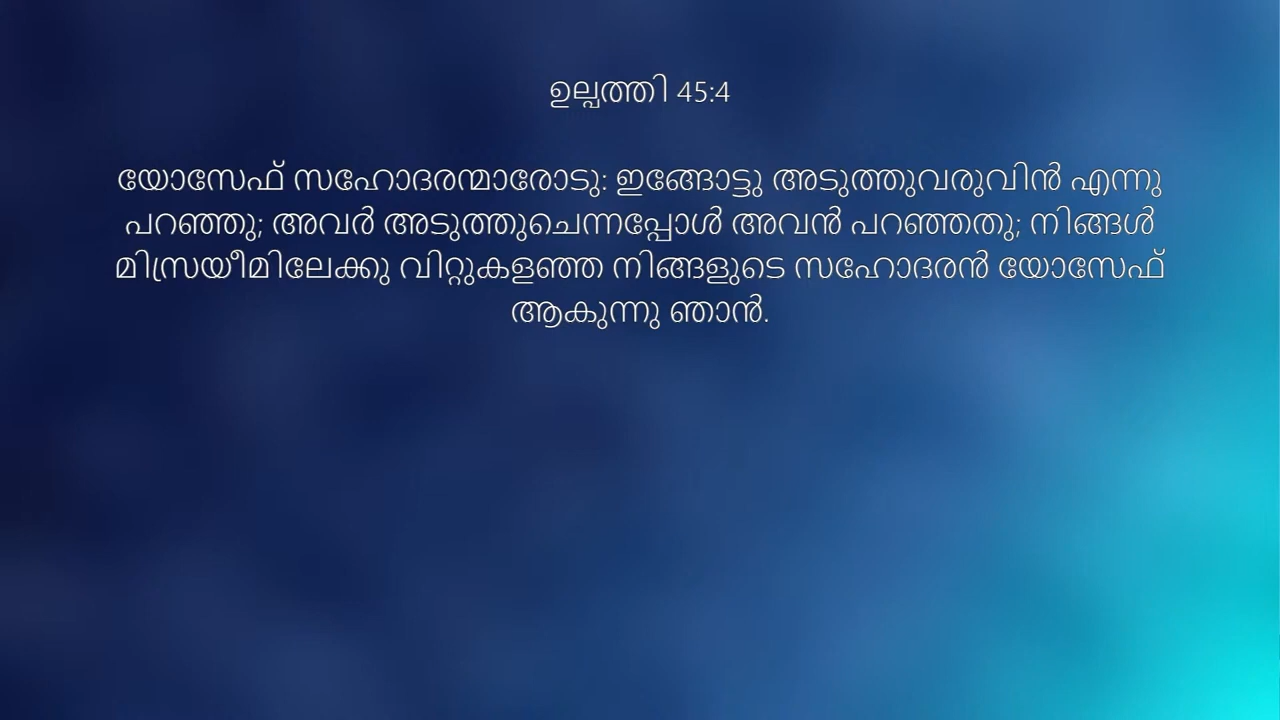 ഉല്പത്തി 45:4
യോസേഫ് സഹോദരന്മാരോടു: ഇങ്ങോട്ടു അടുത്തുവരുവിൻ എന്നു
പറഞ്ഞു; അവർ അടുത്തുചെന്നപ്പോൾ അവൻ പറഞ്ഞതു; നിങ്ങൾ
മിസ്രയീമിലേക്കു വിറ്റുകളഞ്ഞ നിങ്ങളുടെ സഹോദരൻ യോസേഫ്
ആകുന്നു ഞാൻ.